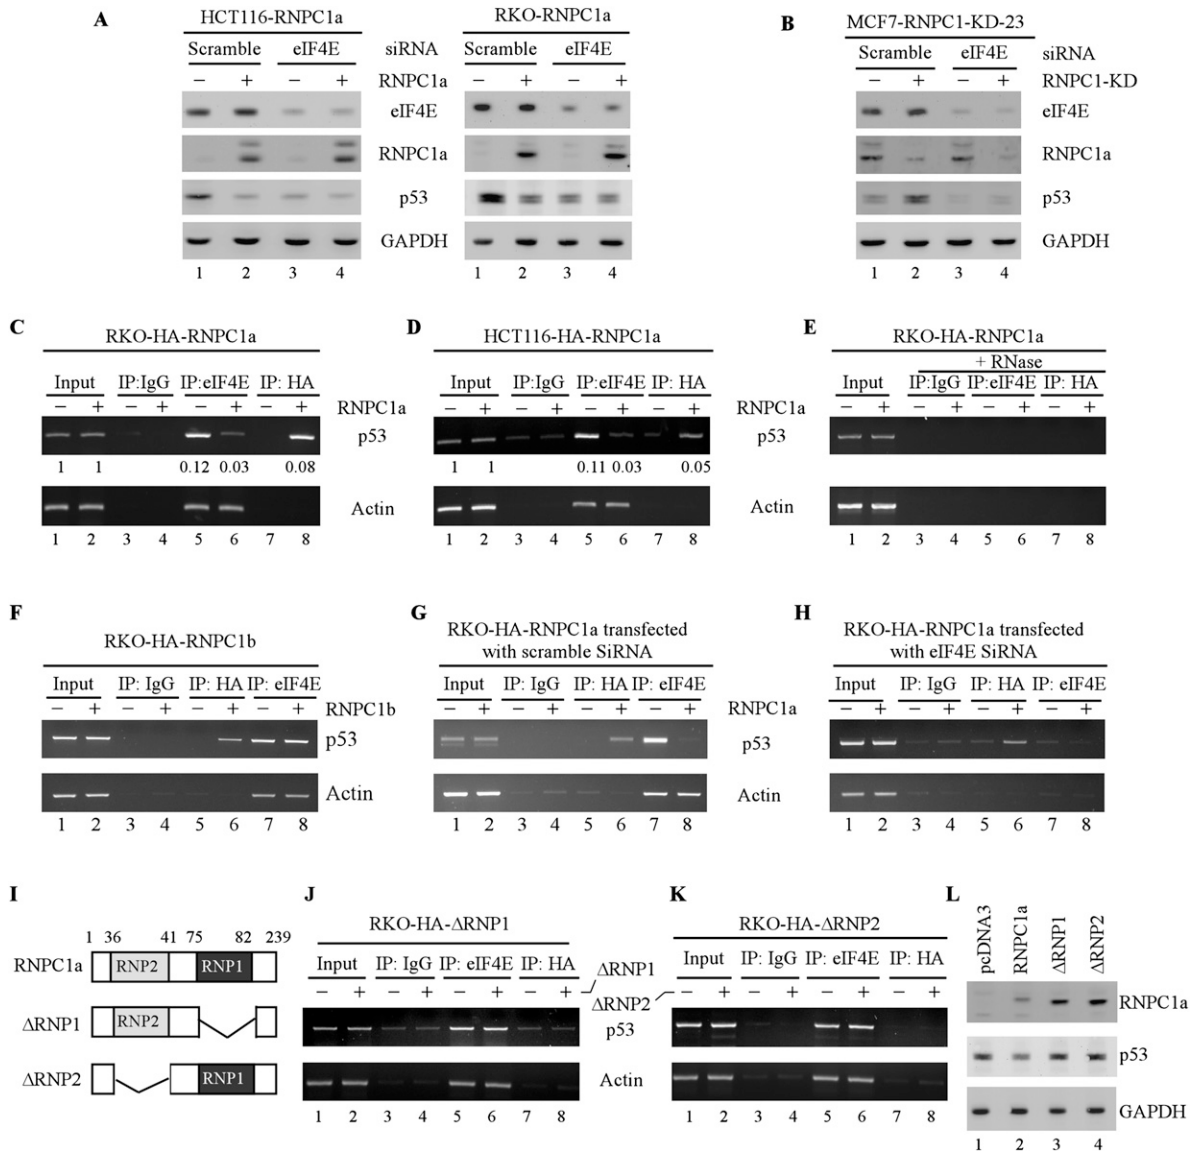 A
HCT116-RNPC1a
RKO-RNPC1a
Scramble eIF4E siRNA Scramble eIF4E
– + – + RNPC1a – + – +
eIF4E
RNPC1a
p53
GAPDH
1 2 3 4 1 2 3 4
B
MCF7-RNPC1-KD-23
Scramble eIF4E siRNA
– + – + RNPC1-KD
eIF4E
RNPC1a
p53
GAPDH
1 2 3 4
C
RKO-HA-RNPC1a
Input IP:IgG IP:eIF4E IP: HA
– + – + – + – + RNPC1a
p53
1 1 0.12 0.03 0.08
Actin
1 2 3 4 5 6 7 8
D
HCT116-HA-RNPC1a
Input IP:IgG IP:eIF4E IP: HA
– + – + – + – + RNPC1a
p53
1 1 0.11 0.03 0.05
Actin
1 2 3 4 5 6 7 8
E
RKO-HA-RNPC1a
+ RNase
Input IP:IgG IP:eIF4E IP: HA
– + – + – + – +
1 2 3 4 5 6 7 8
F
RKO-HA-RNPC1b
Input IP: IgG IP: HA IP: eIF4E
– + – + – + – + RNPC1b
p53
Actin
1 2 3 4 5 6 7 8
G
RKO-HA-RNPC1a transfected
with scramble SiRNA
Input IP: IgG IP: HA IP: eIF4E
– + – + – + – + RNPC1a
p53
Actin
1 2 3 4 5 6 7 8
H
RKO-HA-RNPC1a transfected
with eIF4E SiRNA
Input IP: IgG IP: HA IP: eIF4E
– + – + – + – +
1 2 3 4 5 6 7 8
I
1 36 41 75 82 239
RNPC1a RNP2 RNP1
ΔRNP1 RNP2
ΔRNP2 RNP1
J
RKO-HA-ΔRNP1
Input IP: IgG IP: eIF4E IP: HA
– + – + – + – + ΔRNP1
ΔRNP2
p53
Actin
1 2 3 4 5 6 7 8
K
RKO-HA-ΔRNP2
Input IP: IgG IP: eIF4E IP: HA
– + – + – + – +
1 2 3 4 5 6 7 8
L
pcDNA3
RNPC1a
ΔRNP1
ΔRNP2
RNPC1a
p53
GAPDH
1 2 3 4